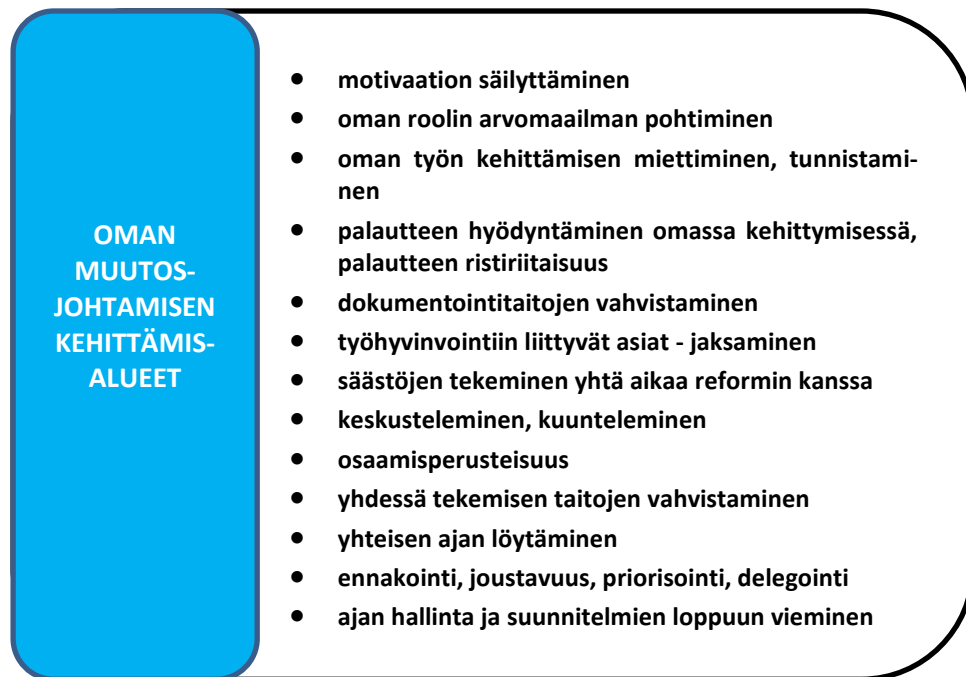 OMAN
MUUTOS-
JOHTAMISEN
KEHITTÄMIS-
ALUEET
• motivaation säilyttäminen
• oman roolin arvomaailman pohtiminen
• oman työn kehittämisen miettiminen, tunnistami-
nen
• palautteen hyödyntäminen omassa kehittymisessä,
palautteen ristiriitaisuus
• dokumentointitaitojen vahvistaminen
• työhyvinvointiin liittyvät asiat - jaksaminen
• säästöjen tekeminen yhtä aikaa reformin kanssa
• keskusteleminen, kuunteleminen
• osaamisperusteisuus
• yhdessä tekemisen taitojen vahvistaminen
• yhteisen ajan löytäminen
• ennakointi, joustavuus, priorisointi, delegointi
• ajan hallinta ja suunnitelmien loppuun vieminen